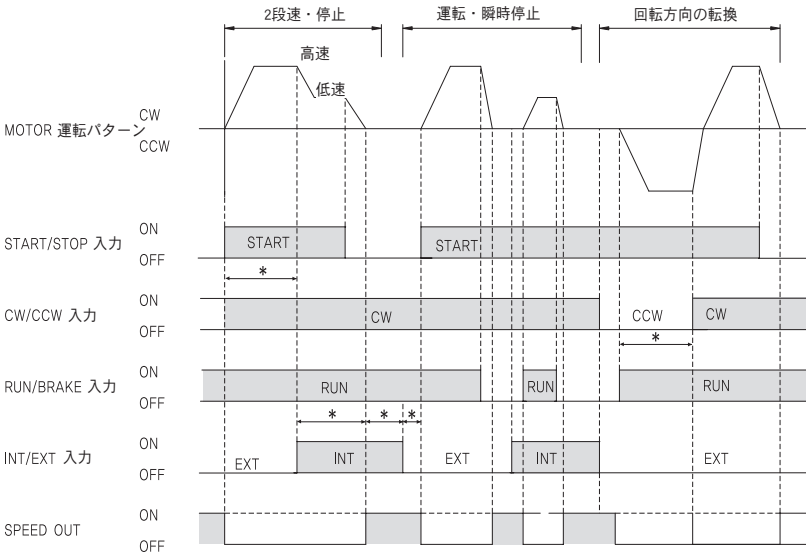 2段速・停止 運転・瞬時停止 回転方向の転換
高速
低速
MOTOR 運転パターン CW
CCW
START/STOP 入力 ON START START
OFF
*
CW/CCW 入力 ON CW CCW CW
OFF
*
RUN/BRAKE 入力 ON RUN RUN RUN
OFF
* * *
INT/EXT 入力 ON EXT INT EXT INT EXT
OFF
SPEED OUT ON
OFF